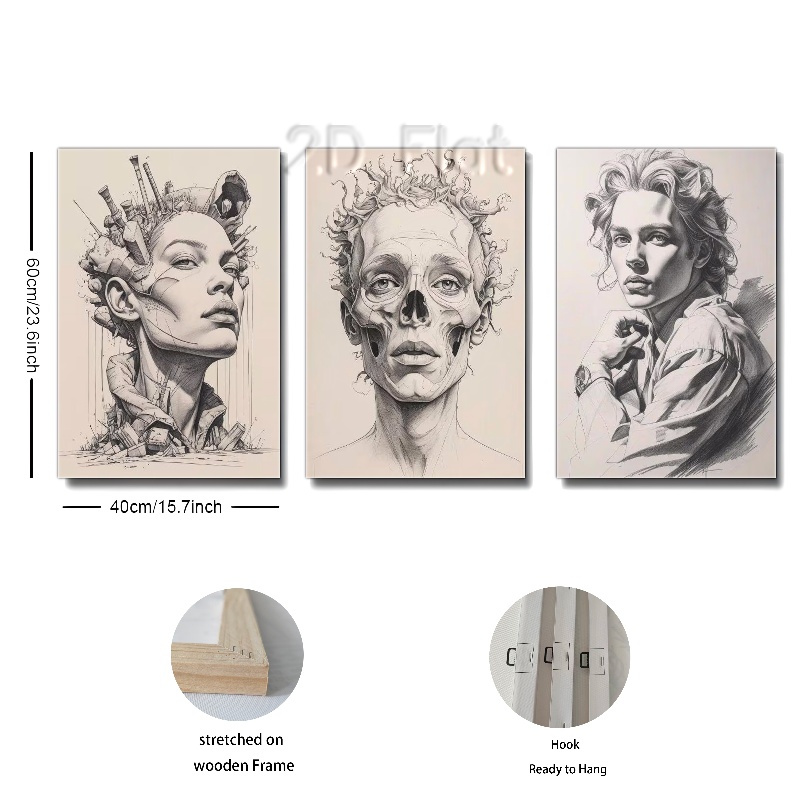 2D Flat
60cm/23.6inch
40cm/15.7inch
stretched on
wooden Frame
Hook
Ready to Hang